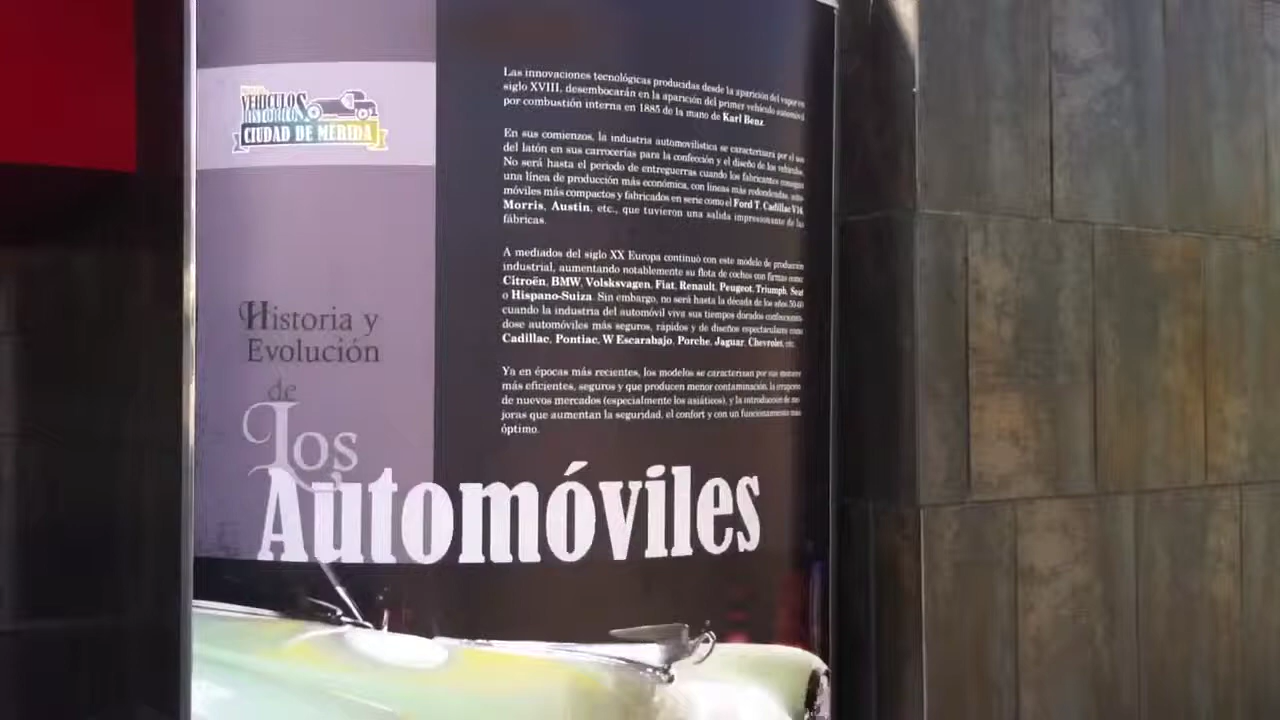 VEHÍCULOS
HISTÓRICOS
CIUDAD DE MÉRIDA
Historia y
Evolución
de
Los
Automóviles
Las innovaciones tecnológicas producidas desde la aparición del vapor en
siglo XVIII, desembocarán en la aparición del primer vehículo automóvil
por combustión interna en 1885 de la mano de Karl Benz.
En sus comienzos, la industria automovilística se caracterizará por el uso
del latón en sus carrocerías para la confección y el diseño de los vehículos.
No será hasta el periodo de entreguerras cuando los fabricantes consigan
una línea de producción más económica, con líneas más redondeadas, auto-
móviles más compactos y fabricados en serie como el Ford T, Cadillac V16,
Morris, Austin, etc., que tuvieron una salida impresionante de las
fábricas.
A mediados del siglo XX Europa continuó con este modelo de producción
industrial, aumentando notablemente su flota de coches con firmas como
Citroën, BMW, Volsksvagen, Fiat, Renault, Peugeot, Triumph, Seat
o Hispano-Suiza. Sin embargo, no será hasta la década de los años 50-60
cuando la industria del automóvil viva sus tiempos dorados confeccionán-
dose automóviles más seguros, rápidos y de diseños espectaculares como
Cadillac, Pontiac, W Escarabajo, Porche, Jaguar, Chevrolet, etc.
Ya en épocas más recientes, los modelos se caracterizan por sus motores
más eficientes, seguros y que producen menor contaminación, la irrupción
de nuevos mercados (especialmente los asiáticos), y la introducción de me-
joras que aumentan la seguridad, el confort y con un funcionamiento más
óptimo.